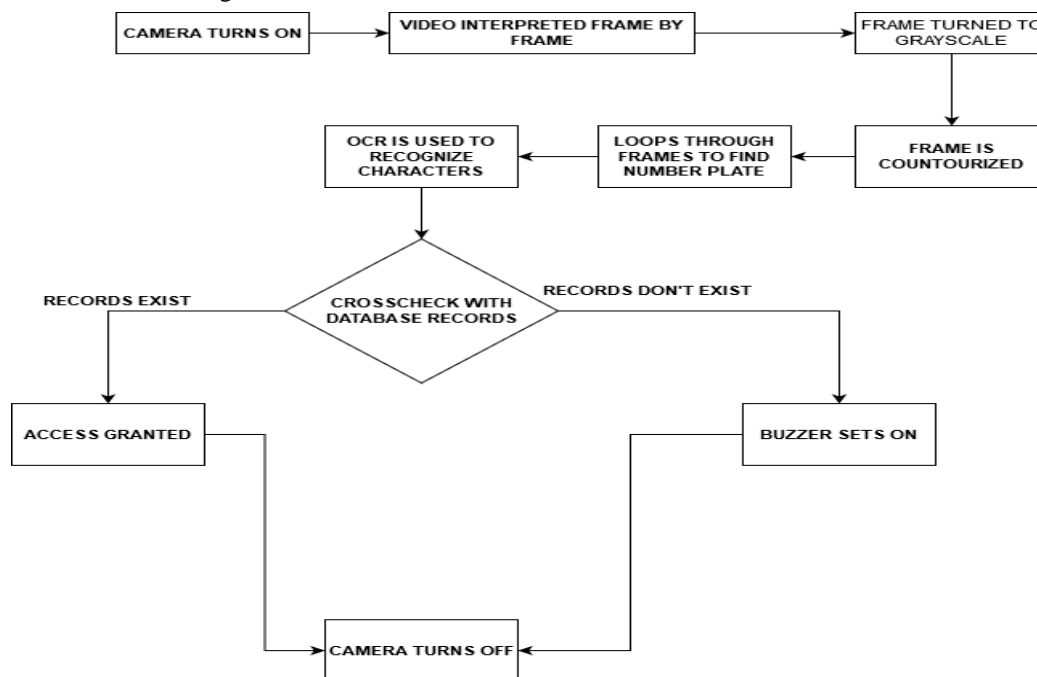 CAMERA TURNS ON
VIDEO INTERPRETED FRAME BY
FRAME
FRAME TURNED TO
GRAYSCALE
OCR IS USED TO
RECOGNIZE
CHARACTERS
LOOPS THROUGH
FRAMES TO FIND
NUMBER PLATE
FRAME IS
COUNTOURIZED
RECORDS EXIST
CROSSCHECK WITH
DATABASE RECORDS
RECORDS DON'T EXIST
ACCESS GRANTED
BUZZER SETS ON
CAMERA TURNS OFF